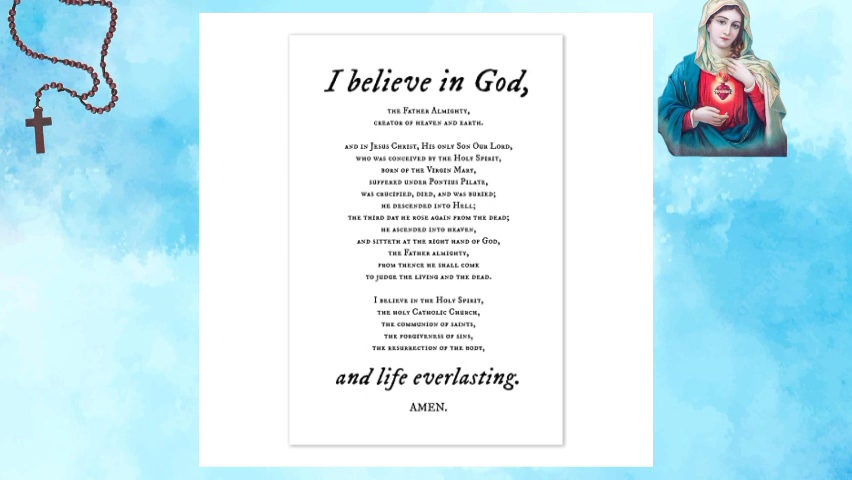 I believe in God,
the Father Almighty,
creator of heaven and earth.
and in Jesus Christ, His only Son Our Lord,
who was conceived by the Holy Spirit,
born of the Virgin Mary,
suffered under Pontius Pilate,
was crucified, died, and was buried;
he descended into Hell;
the third day he rose again from the dead;
he ascended into heaven,
and sitteth at the right hand of God,
the Father almighty,
from thence he shall come
to judge the living and the dead.
I believe in the Holy Spirit,
the holy Catholic Church,
the communion of saints,
the forgiveness of sins,
the resurrection of the body,
and life everlasting.
AMEN.